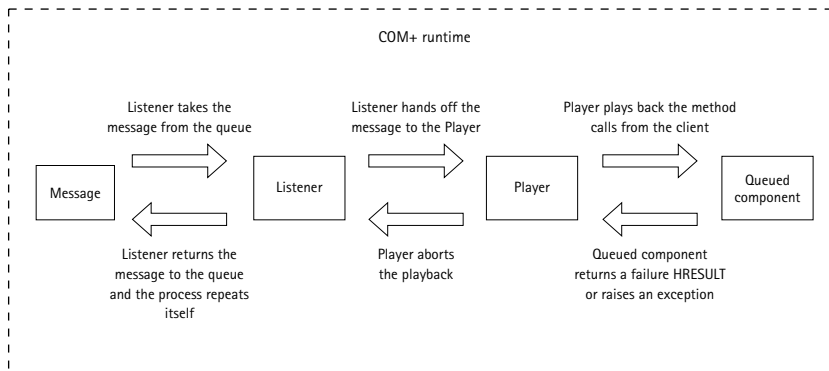 COM+ runtime
Listener takes the
message from the queue
Listener hands off the
message to the Player
Player plays back the method
calls from the client
Message
Listener
Player
Queued
component
Listener returns the
message to the queue
and the process repeats
itself
Player aborts
the playback
Queued component
returns a failure HRESULT
or raises an exception